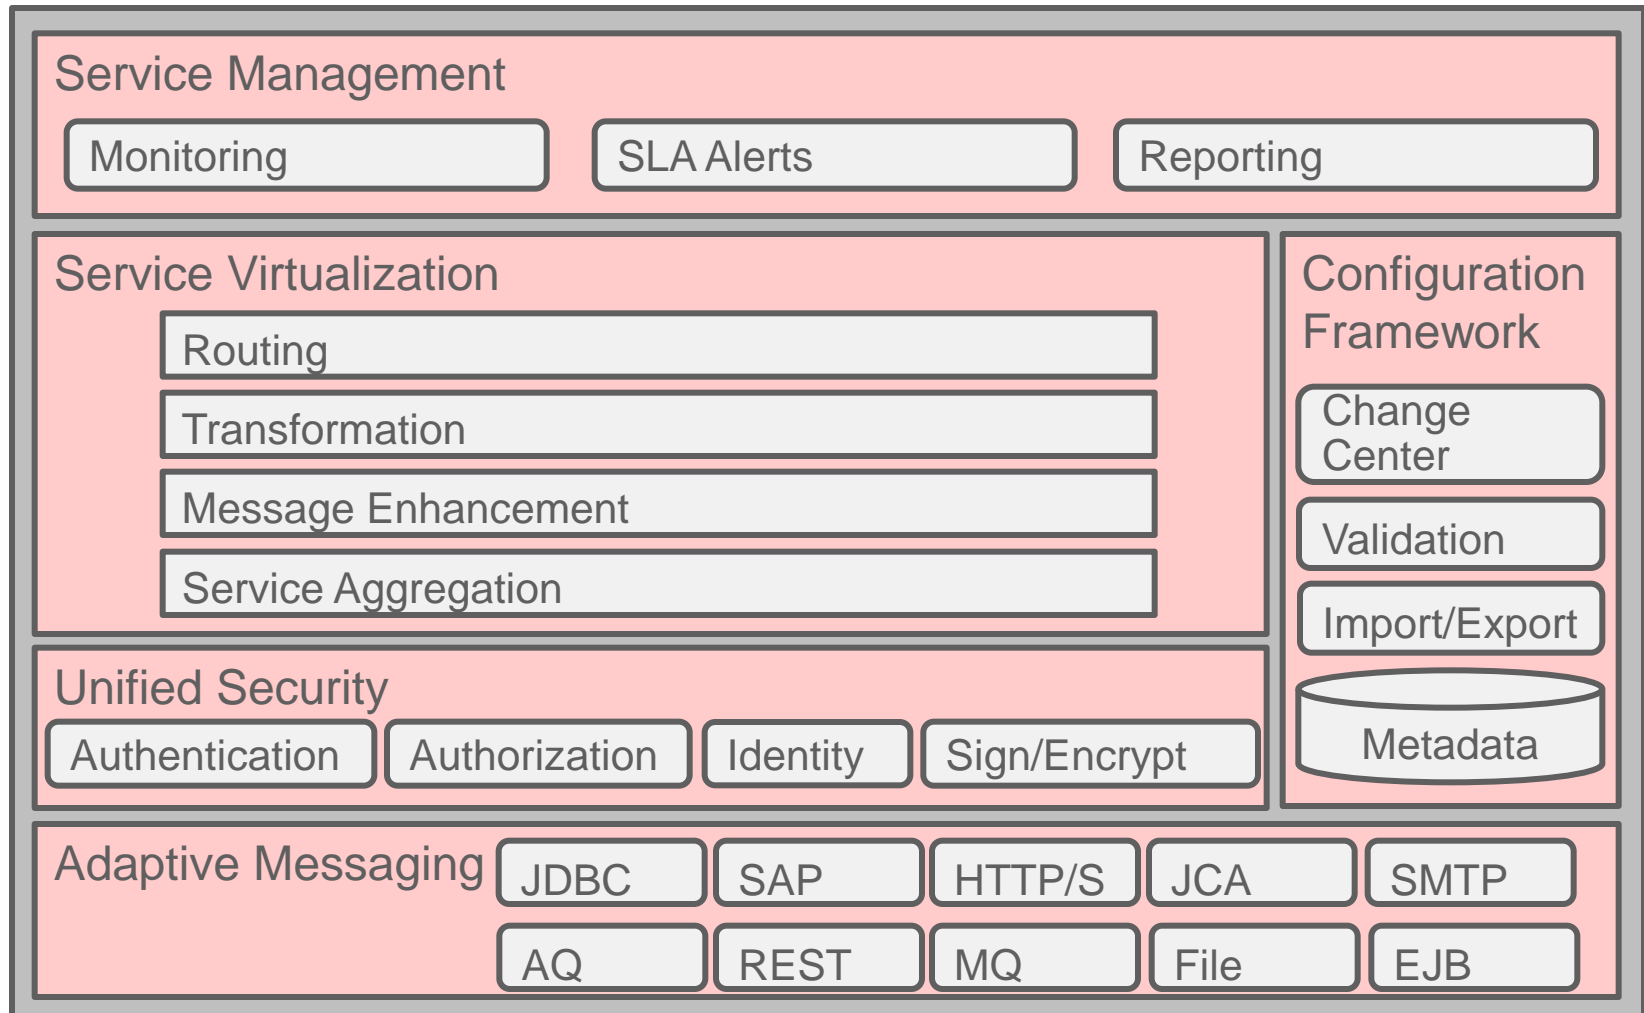 Service Management
Monitoring
SLA Alerts
Reporting
Service Virtualization
Routing
Transformation
Message Enhancement
Service Aggregation
Configuration
Framework
Change
Center
Validation
Import/Export
Metadata
Unified Security
Authentication
Authorization
Identity
Sign/Encrypt
Adaptive Messaging
JDBC
SAP
HTTP/S
JCA
SMTP
AQ
REST
MQ
File
EJB